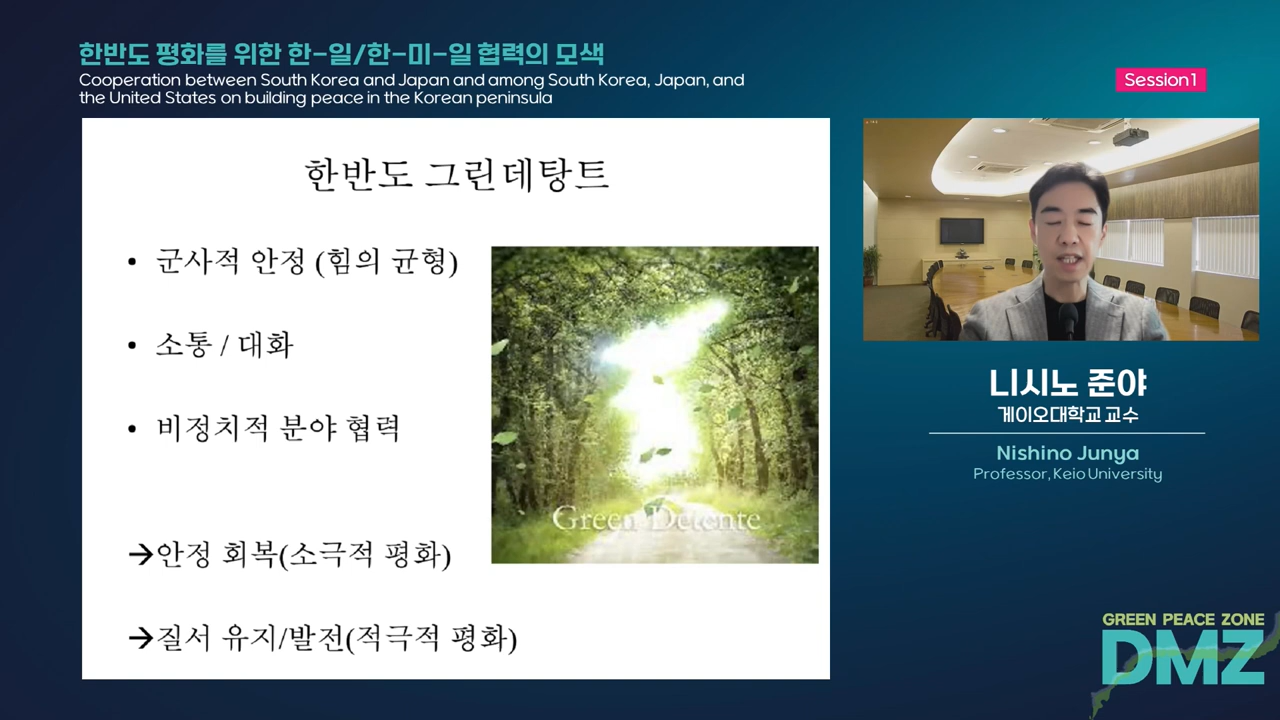 한반도 평화를 위한 한-일/한-미-일 협력의 모색
Cooperation between South Korea and Japan and among South Korea, Japan, and
the United States on building peace in the Korean peninsula
Session1
한반도 그린데탕트
• 군사적 안정 (힘의 균형)
• 소통 / 대화
• 비정치적 분야 협력
→안정 회복(소극적 평화)
→질서 유지/발전(적극적 평화)
Green Detente
니시노 준야
게이오대학교 교수
Nishino Junya
Professor, Keio University
GREEN PEACE ZONE
DMZ